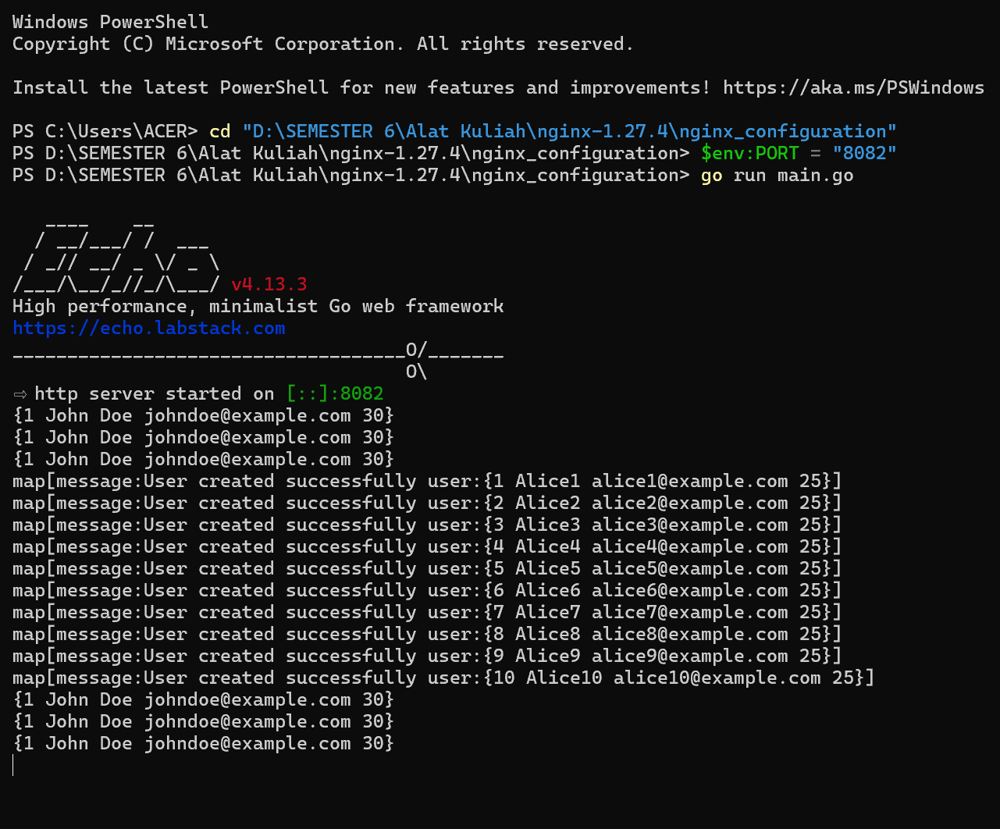 Windows PowerShell
Copyright (C) Microsoft Corporation. All rights reserved.
Install the latest PowerShell for new features and improvements! https://aka.ms/PSWindows
PS C:\Users\ACER> cd "D:\SEMESTER 6\Alat Kuliah\nginx-1.27.4\nginx_configuration"
PS D:\SEMESTER 6\Alat Kuliah\nginx-1.27.4\nginx_configuration> $env:PORT = "8082"
PS D:\SEMESTER 6\Alat Kuliah\nginx-1.27.4\nginx_configuration> go run main.go
   ____    __
  / __/___/ /  ___
 / _// __/ _ \/ _ \
/___/\__/_//_/\___/ v4.13.3
High performance, minimalist Go web framework
https://echo.labstack.com
____________________________________O/_______
                                    O\
⇨ http server started on [::]:8082
{1 John Doe johndoe@example.com 30}
{1 John Doe johndoe@example.com 30}
{1 John Doe johndoe@example.com 30}
map[message:User created successfully user:{1 Alice1 alice1@example.com 25}]
map[message:User created successfully user:{2 Alice2 alice2@example.com 25}]
map[message:User created successfully user:{3 Alice3 alice3@example.com 25}]
map[message:User created successfully user:{4 Alice4 alice4@example.com 25}]
map[message:User created successfully user:{5 Alice5 alice5@example.com 25}]
map[message:User created successfully user:{6 Alice6 alice6@example.com 25}]
map[message:User created successfully user:{7 Alice7 alice7@example.com 25}]
map[message:User created successfully user:{8 Alice8 alice8@example.com 25}]
map[message:User created successfully user:{9 Alice9 alice9@example.com 25}]
map[message:User created successfully user:{10 Alice10 alice10@example.com 25}]
{1 John Doe johndoe@example.com 30}
{1 John Doe johndoe@example.com 30}
{1 John Doe johndoe@example.com 30}